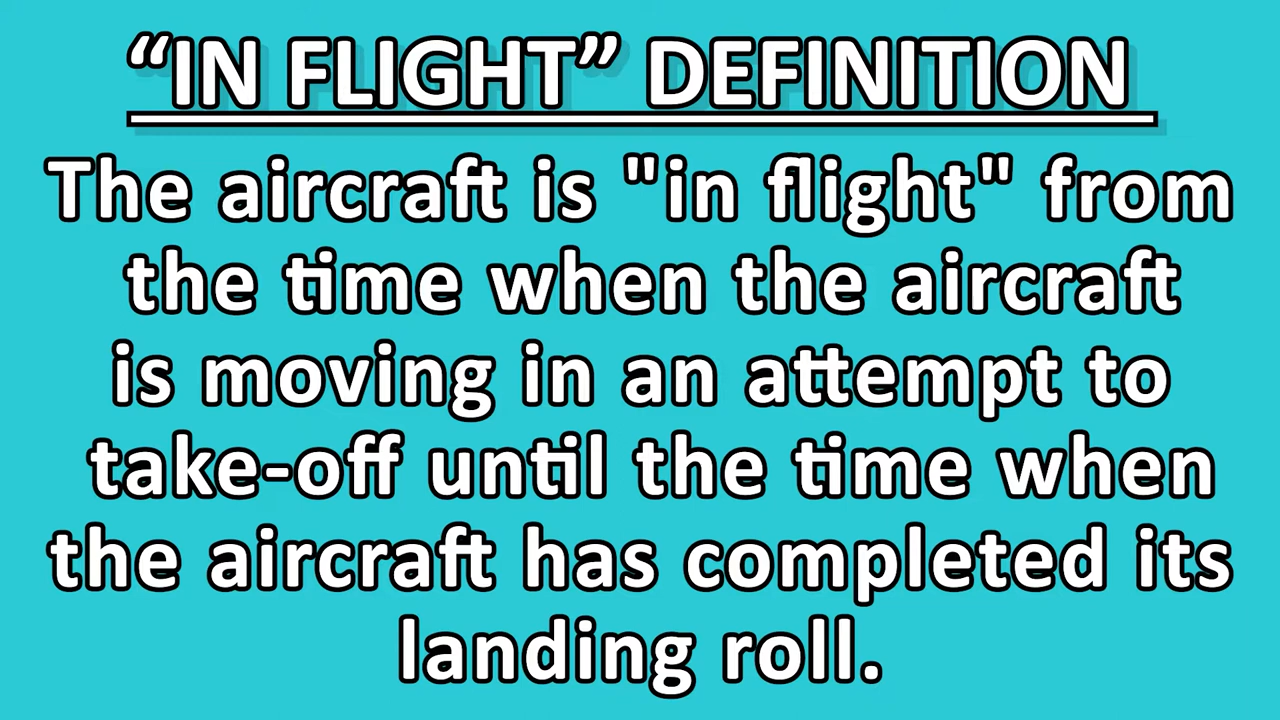 “IN FLIGHT” DEFINITION
The aircraft is "in flight" from
the time when the aircraft
is moving in an attempt to
take-off until the time when
the aircraft has completed its
landing roll.